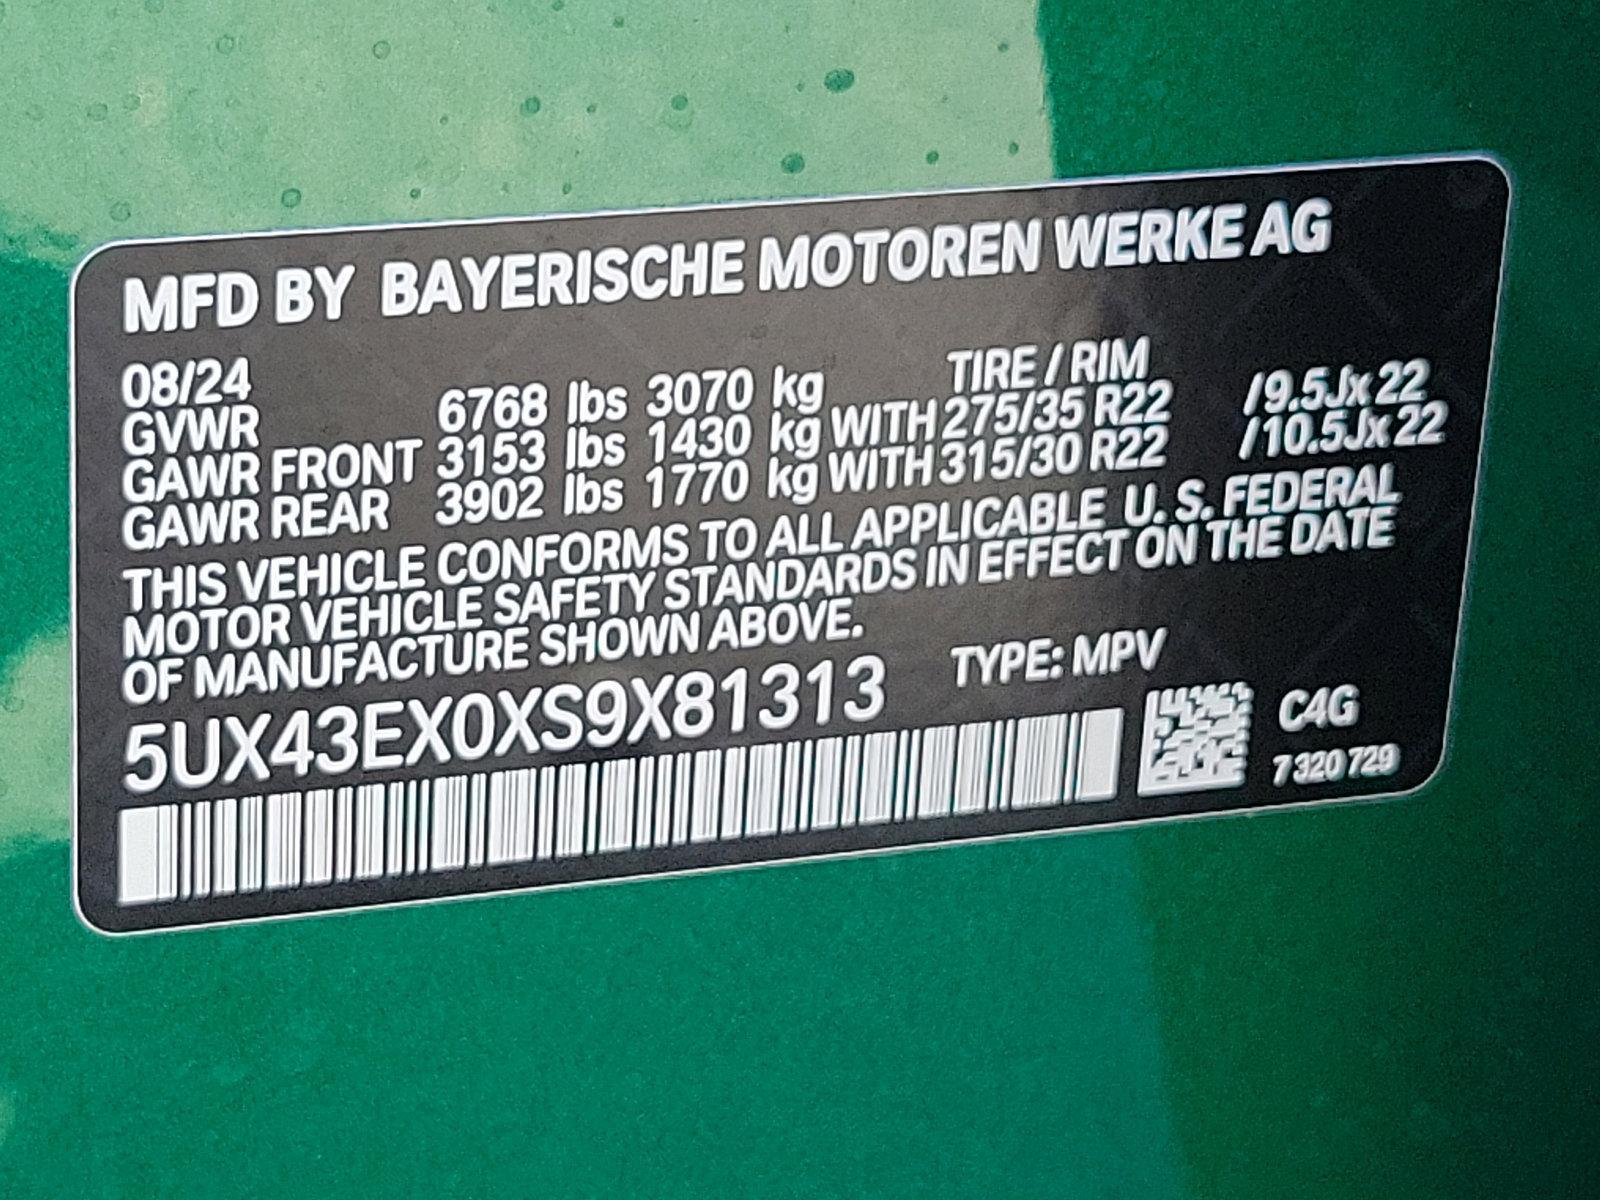 MFD BY BAYERISCHE MOTOREN WERKE AG
08/24 TIRE / RIM
GVWR 6768 lbs 3070 kg
GAWR FRONT 3153 lbs 1430 kg WITH 275/35 R22 /9.5Jx22
GAWR REAR 3902 lbs 1770 kg WITH 315/30 R22 /10.5Jx22
THIS VEHICLE CONFORMS TO ALL APPLICABLE U. S. FEDERAL
MOTOR VEHICLE SAFETY STANDARDS IN EFFECT ON THE DATE
OF MANUFACTURE SHOWN ABOVE.
5UX43EX0XS9X81313 TYPE: MPV
C4G
7 320 729